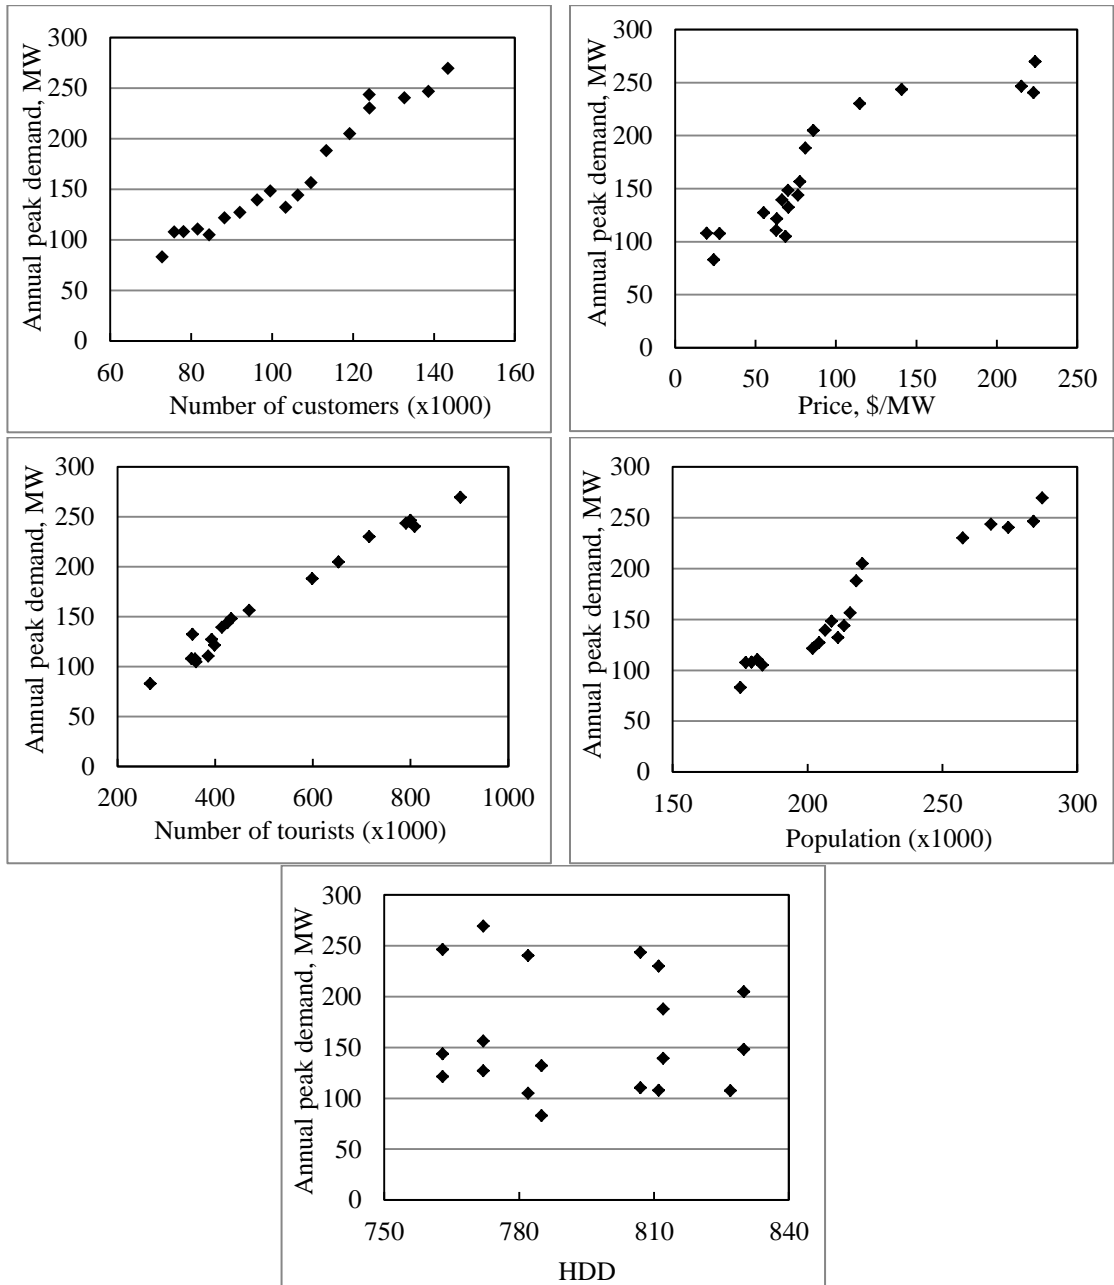 Annual peak demand, MW
300
250
200
150
100
50
0
60 80 100 120 140 160
Number of customers (x1000)
Annual peak demand, MW
300
250
200
150
100
50
0
0 50 100 150 200 250
Price, $/MW
Annual peak demand, MW
300
250
200
150
100
50
0
200 400 600 800 1000
Number of tourists (x1000)
Annual peak demand, MW
300
250
200
150
100
50
0
150 200 250 300
Population (x1000)
Annual peak demand, MW
300
250
200
150
100
50
0
750 780 810 840
HDD